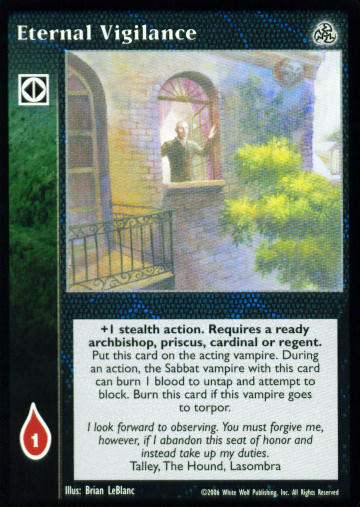 Eternal Vigilance
+1 stealth action. Requires a ready
archbishop, priscus, cardinal or regent.
Put this card on the acting vampire. During
an action, the Sabbat vampire with this card
can burn 1 blood to untap and attempt to
block. Burn this card if this vampire goes
to torpor.
I look forward to observing. You must forgive me,
however, if I abandon this seat of honor and
instead take up my duties.
Talley, The Hound, Lasombra
1
Illus: Brian LeBlanc
©2006 White Wolf Publishing, Inc. All Rights Reserved